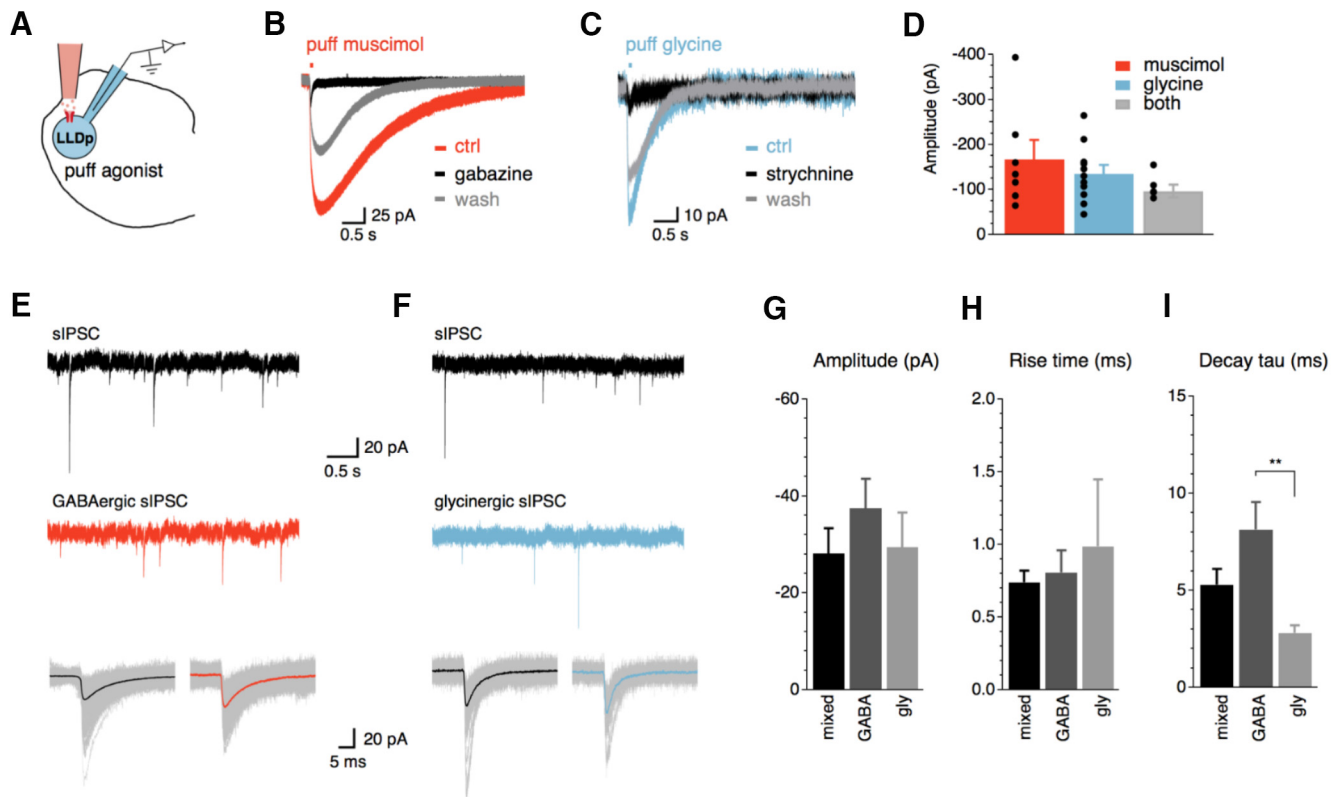 A
LLDp
puff agonist
B
puff muscimol
ctrl
gabazine
wash
25 pA
0.5 s
C
puff glycine
ctrl
strychnine
wash
10 pA
0.5 s
D
Amplitude (pA)
-400
-300
-200
-100
0
muscimol
glycine
both
E
sIPSC
20 pA
0.5 s
GABAergic sIPSC
20 pA
5 ms
F
sIPSC
glycinergic sIPSC
G
Amplitude (pA)
-60
-40
-20
0
mixed
GABA
gly
H
Rise time (ms)
2.0
1.5
1.0
0.5
0.0
mixed
GABA
gly
I
Decay tau (ms)
15
10
5
0
**
mixed
GABA
gly